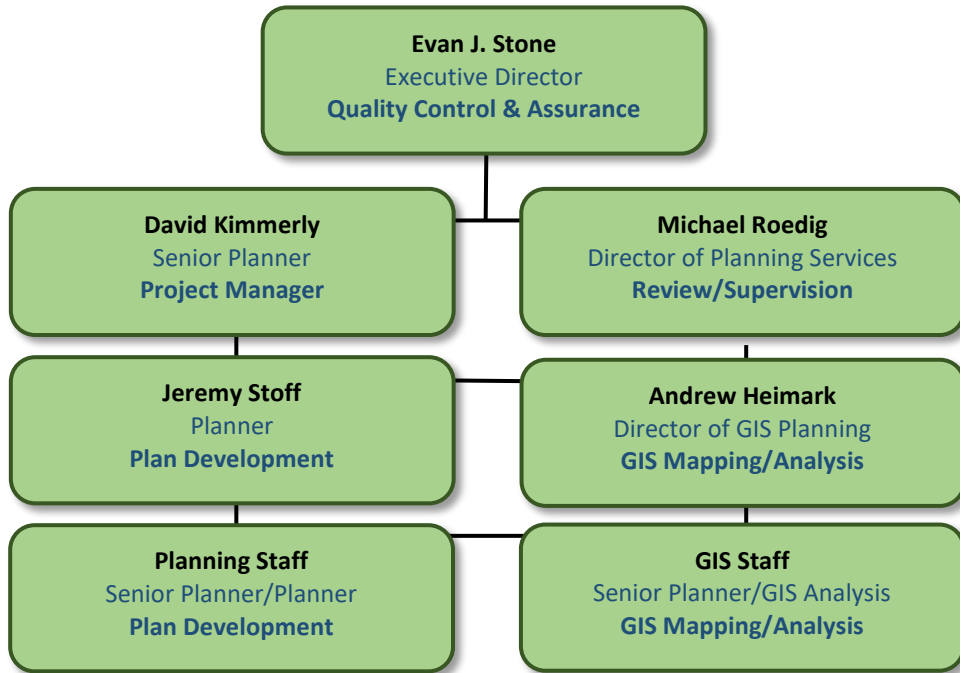 Evan J. Stone
Executive Director
Quality Control & Assurance
David Kimmerly
Senior Planner
Project Manager
Michael Roedig
Director of Planning Services
Review/Supervision
Jeremy Stoff
Planner
Plan Development
Andrew Heimark
Director of GIS Planning
GIS Mapping/Analysis
Planning Staff
Senior Planner/Planner
Plan Development
GIS Staff
Senior Planner/GIS Analysis
GIS Mapping/Analysis